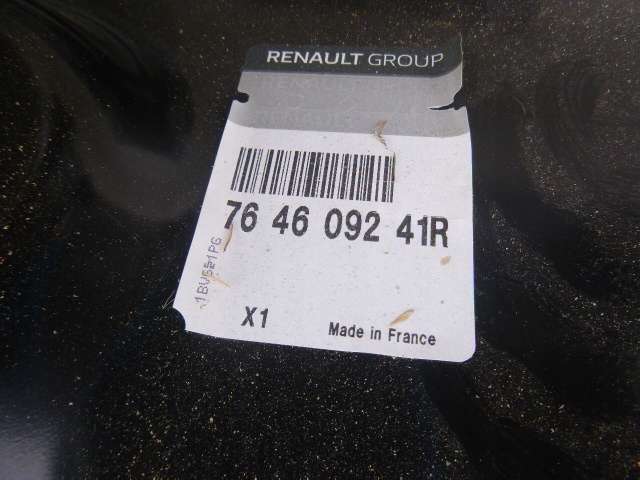 RENAULT GROUP
76 46 092 41R
X1
Made in France